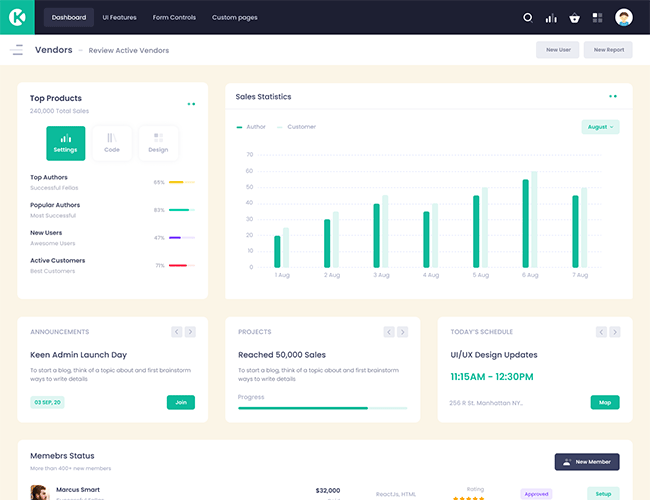 Dashboard UI Features Form Controls Custom pages
Vendors – Review Active Vendors New User New Report
Top Products
240,000 Total Sales
Settings Code Design
Top Authors
Successful Fellas
65%
Popular Authors
Most Successful
83%
New Users
Awesome Users
47%
Active Customers
Best Customers
71%
Sales Statistics
Author Customer August
70
60
50
40
30
20
10
0
1 Aug 2 Aug 3 Aug 4 Aug 5 Aug 6 Aug 7 Aug
ANNOUNCEMENTS
Keen Admin Launch Day
To start a blog, think of a topic about and first brainstorm
ways to write details
03 SEP, 20 Join
PROJECTS
Reached 50,000 Sales
To start a blog, think of a topic about and first brainstorm
ways to write details
Progress
TODAY'S SCHEDULE
UI/UX Design Updates
11:15AM - 12:30PM
256 R St. Manhattan NY,. Map
Memebrs Status
More than 400+ new members
New Member
Marcus Smart $32,000 ReactJs, HTML Rating Approved Setup